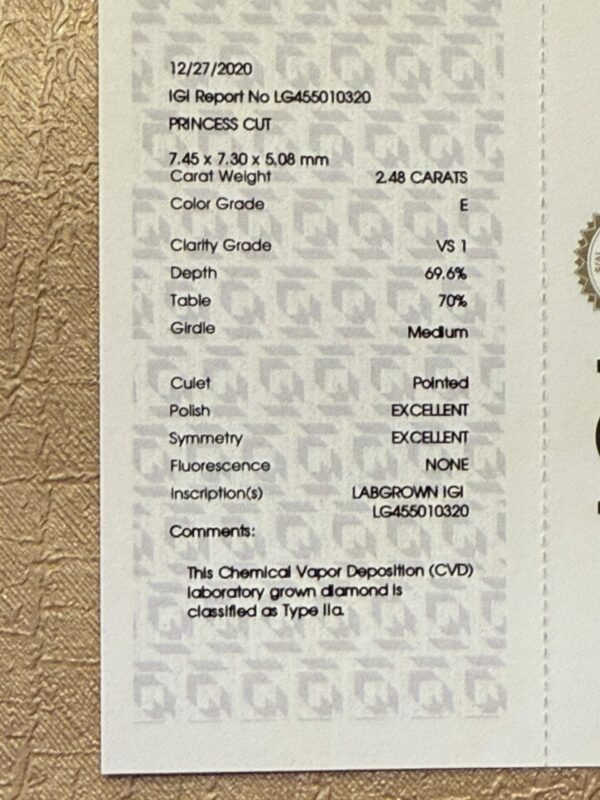 12/27/2020
IGI Report No LG455010320
PRINCESS CUT
7.45 x 7.30 x 5.08 mm
Carat Weight 2.48 CARATS
Color Grade E
Clarity Grade VS 1
Depth 69.6%
Table 70%
Girdle Medium
Culet Pointed
Polish EXCELLENT
Symmetry EXCELLENT
Fluorescence NONE
Inscription(s) LABGROWN IGI
LG455010320
Comments:
This Chemical Vapor Deposition (CVD)
laboratory grown diamond is
classified as Type IIa.